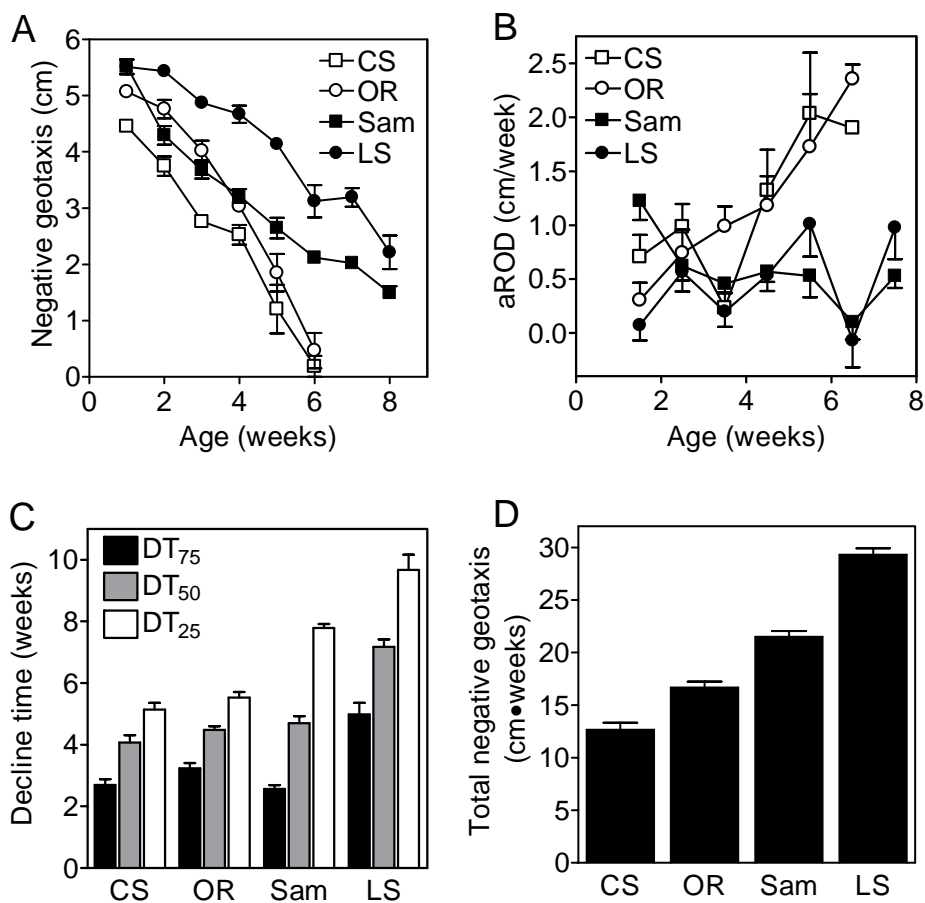 A
Negative geotaxis (cm)
6
5
4
3
2
1
0
CS
OR
Sam
LS
0 2 4 6 8
Age (weeks)
B
aROD (cm/week)
2.5
2.0
1.5
1.0
0.5
0.0
CS
OR
Sam
LS
0 2 4 6 8
Age (weeks)
C
Decline time (weeks)
10
8
6
4
2
0
DT75
DT50
DT25
CS OR Sam LS
D
Total negative geotaxis
(cm•weeks)
30
25
20
15
10
5
0
CS OR Sam LS